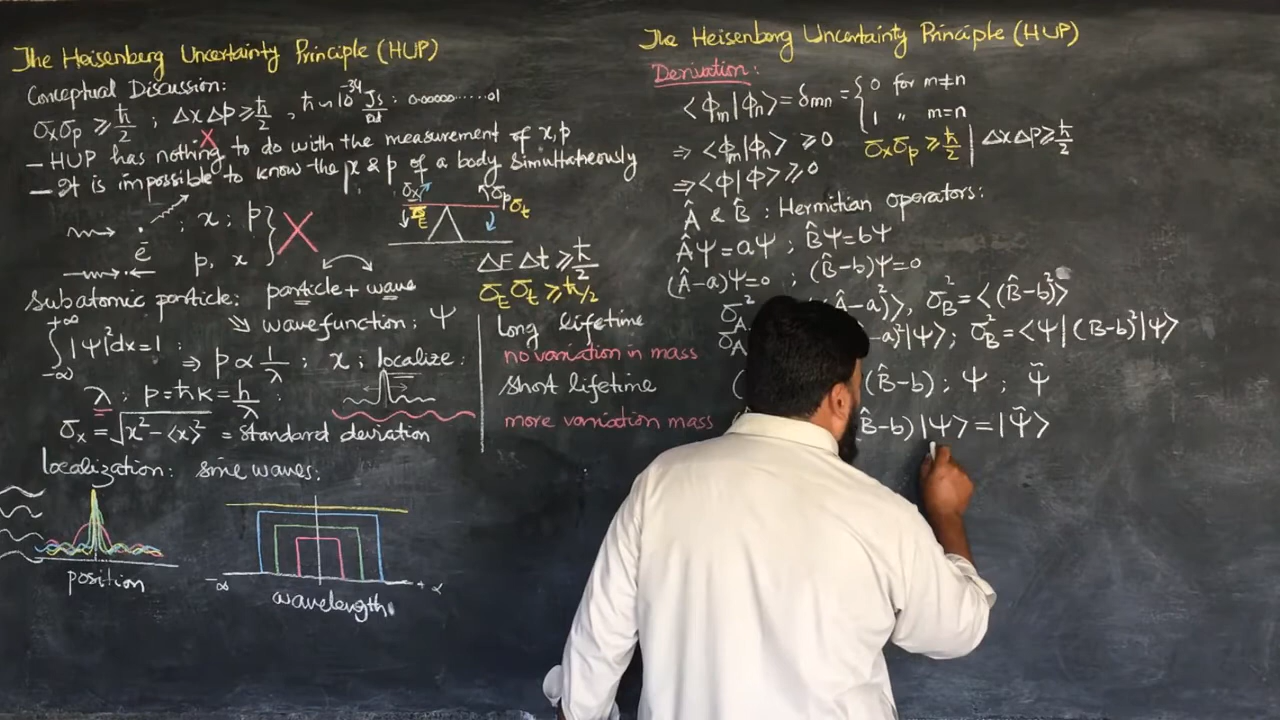 The Heisenberg Uncertainty Principle (HUP)
Conceptual Discussion:
σxσp ≥ ħ/2 ; ΔxΔp ≥ ħ/2 , ħ ~ 10^-34 Js : 0.00000......01
- HUP has nothing to do with the measurement of x, p
- It is impossible to know the x & p of a body simultaneously
ē ; x ; p
p, x
σx σp
σE σt
ΔE Δt ≥ ħ/2
σE σt ≥ ħ/2
Subatomic particle: particle + wave
⇘ wavefunction: Ψ
∫_{-∞}^{+∞} |Ψ|²dx = 1 : ⇒ p ∝ 1/λ ; x ; localize:
λ ; p = ħk = h/λ
σx = √(x² - ⟨x⟩²) = standard deviation
Long lifetime
no variation in mass
short lifetime
more variation mass
localization: sine waves:
position
-∞ + ∝
wavelength
The Heisenberg Uncertainty Principle (HUP)
Derivation:
⟨ϕm|ϕn⟩ = δmn = { 0 for m≠n
1 " m=n
⇒ ⟨ϕm|ϕn⟩ ≥ 0
σxσp ≥ ħ/2 | ΔxΔp ≥ ħ/2
⇒ ⟨ϕ|ϕ⟩ ≥ 0
Â & B̂ : Hermitian operators:
ÂΨ = aΨ ; B̂Ψ = bΨ
(Â-a)Ψ = 0 ; (B̂-b)Ψ = 0
σA² Â-a)²⟩, σB² = ⟨(B̂-b)²⟩
σA -a)²|Ψ⟩ ; σB² = ⟨Ψ|(B-b)²|Ψ⟩
( (B̂-b) ; Ψ ; Ψ̃
B̂-b)|Ψ⟩ = |Ψ̃⟩